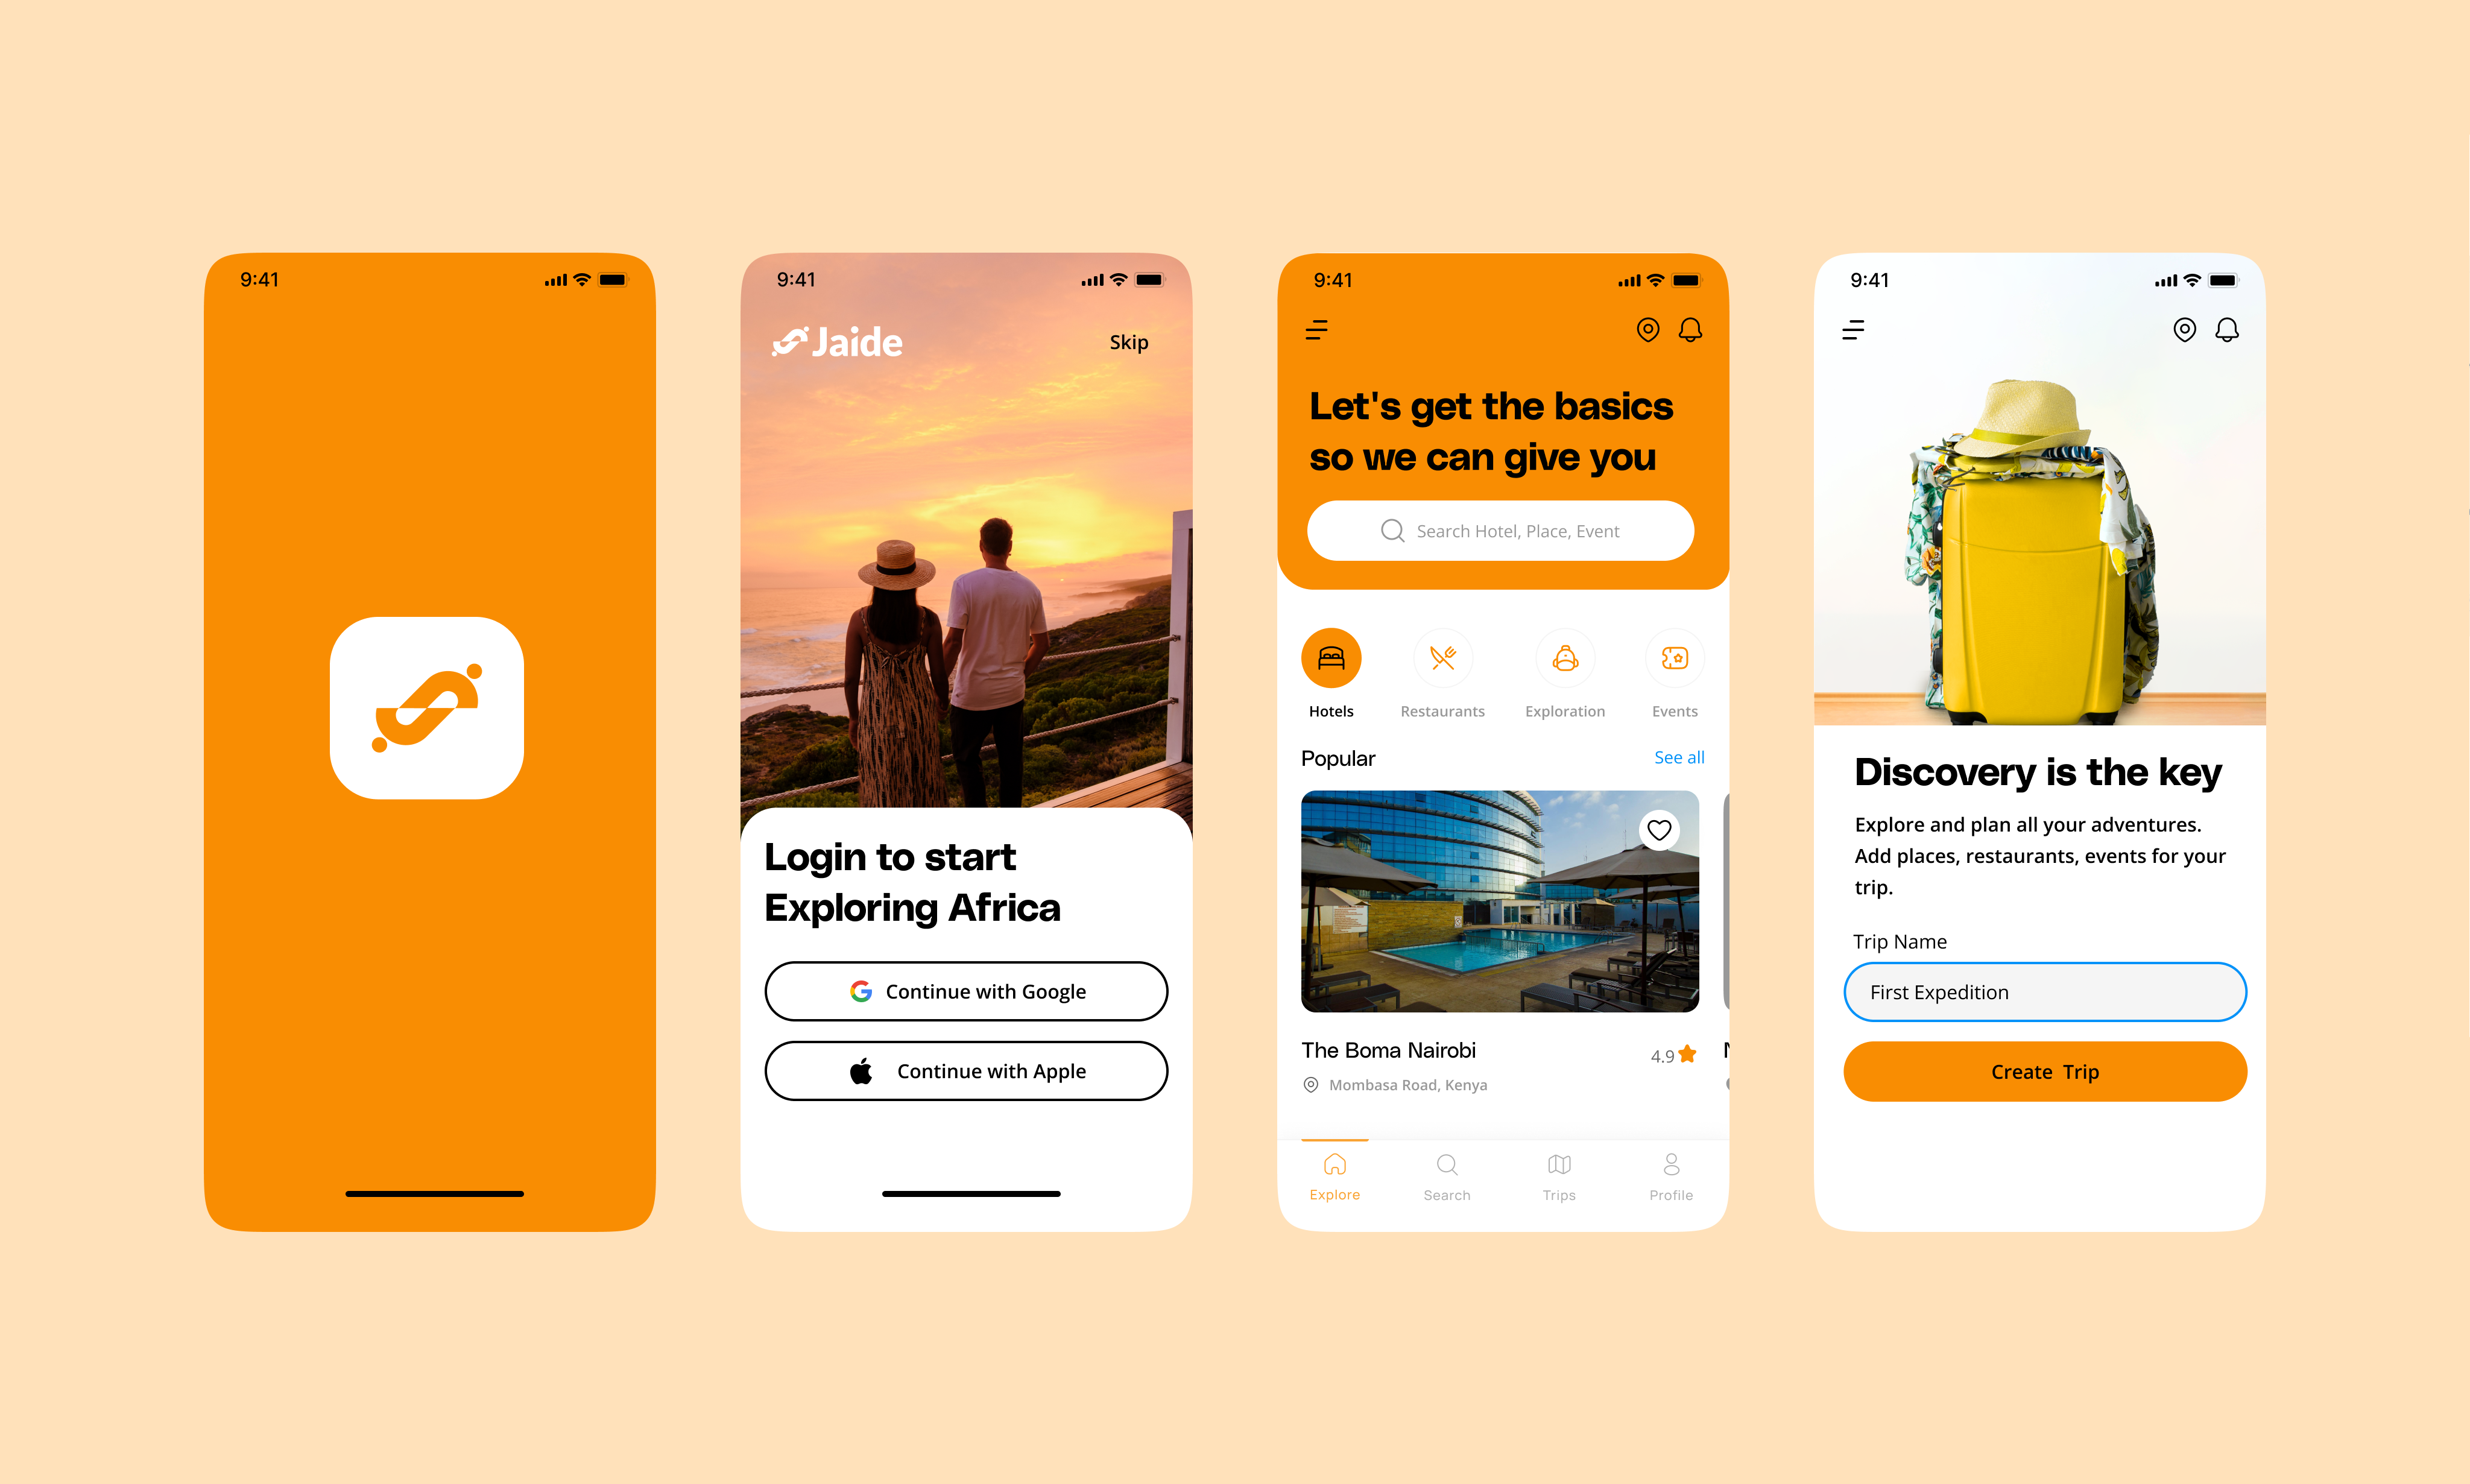 9:41
9:41
Jaide
Skip
Login to start
Exploring Africa
Continue with Google
Continue with Apple
9:41
Let's get the basics
so we can give you
Search Hotel, Place, Event
Hotels
Restaurants
Exploration
Events
Popular
See all
The Boma Nairobi
4.9
Mombasa Road, Kenya
Explore
Search
Trips
Profile
9:41
Discovery is the key
Explore and plan all your adventures.
Add places, restaurants, events for your
trip.
Trip Name
First Expedition
Create Trip